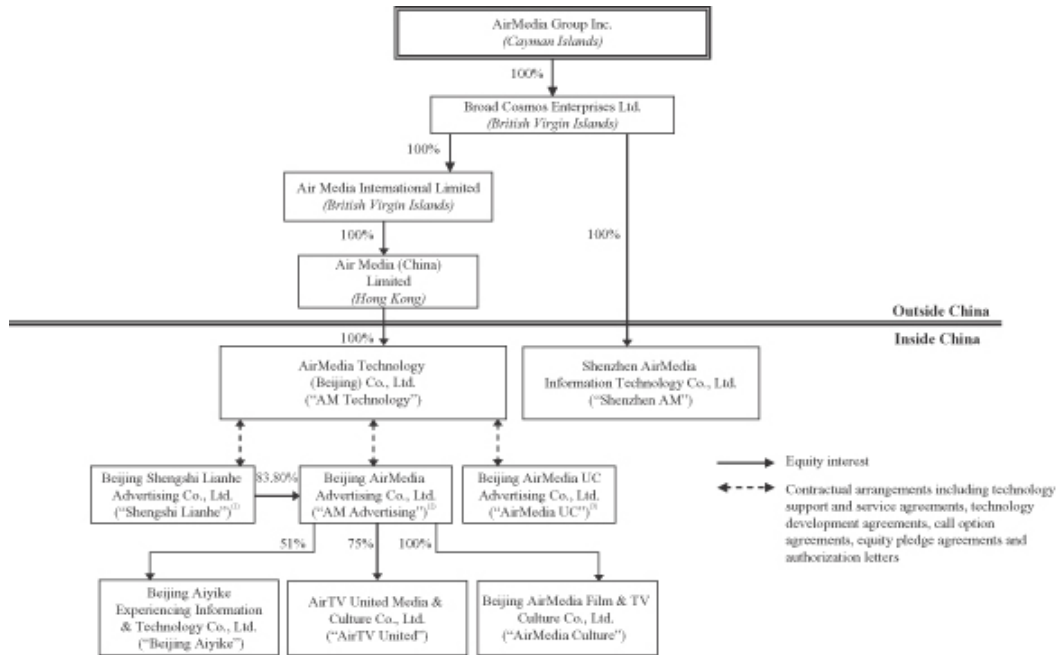 AirMedia Group Inc.
(Cayman Islands)
100%
Broad Cosmos Enterprises Ltd.
(British Virgin Islands)
100%
Air Media International Limited
(British Virgin Islands)
100%
100%
Air Media (China)
Limited
(Hong Kong)
Outside China
Inside China
100%
AirMedia Technology
(Beijing) Co., Ltd.
(“AM Technology”)
Shenzhen AirMedia
Information Technology Co., Ltd.
(“Shenzhen AM”)
Beijing Shengshi Lianhe
Advertising Co., Ltd.
(“Shengshi Lianhe”)
83.80%
Beijing AirMedia
Advertising Co., Ltd.
(“AM Advertising”)
Beijing AirMedia UC
Advertising Co., Ltd.
(“AirMedia UC”)
Equity interest
Contractual arrangements including technology
support and service agreements, technology
development agreements, call option
agreements, equity pledge agreements and
authorization letters
51%
75%
100%
Beijing Aiyike
Experiencing Information
& Technology Co., Ltd.
(“Beijing Aiyike”)
AirTV United Media &
Culture Co., Ltd.
(“AirTV United”)
Beijing AirMedia Film & TV
Culture Co., Ltd.
(“AirMedia Culture”)